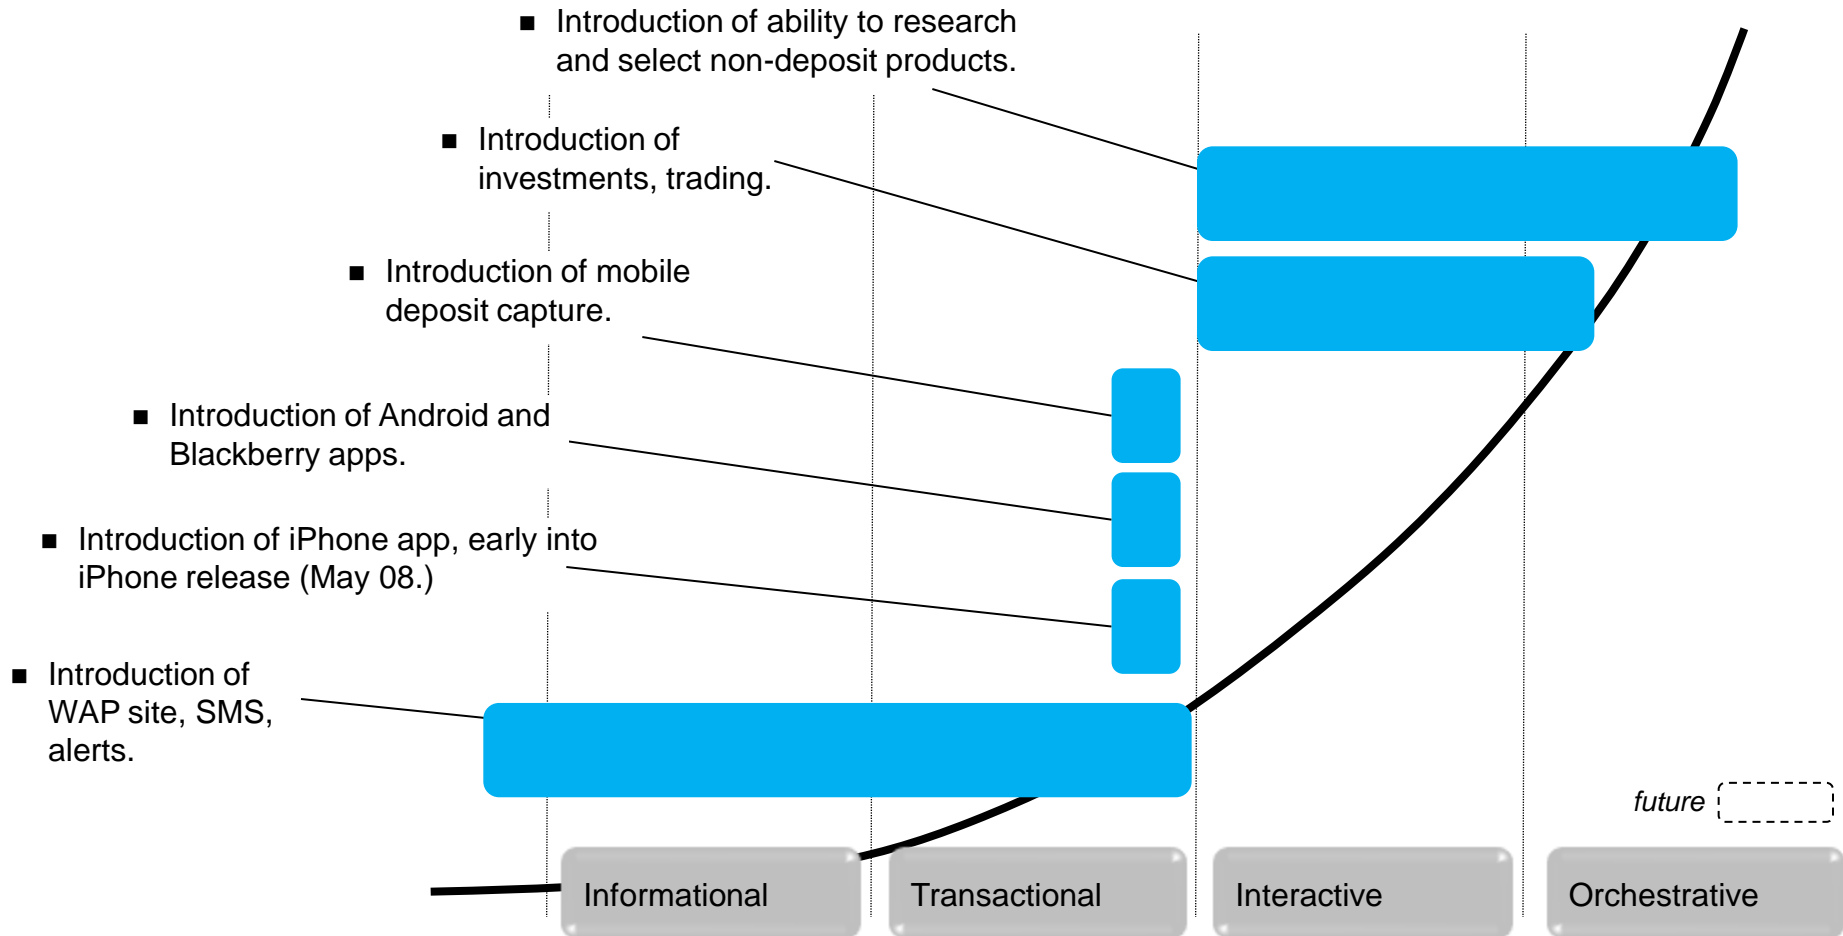 ■ Introduction of ability to research
and select non-deposit products.
■ Introduction of
investments, trading.
■ Introduction of mobile
deposit capture.
■ Introduction of Android and
Blackberry apps.
■ Introduction of iPhone app, early into
iPhone release (May 08.)
■ Introduction of
WAP site, SMS,
alerts.
future
Informational
Transactional
Interactive
Orchestrative